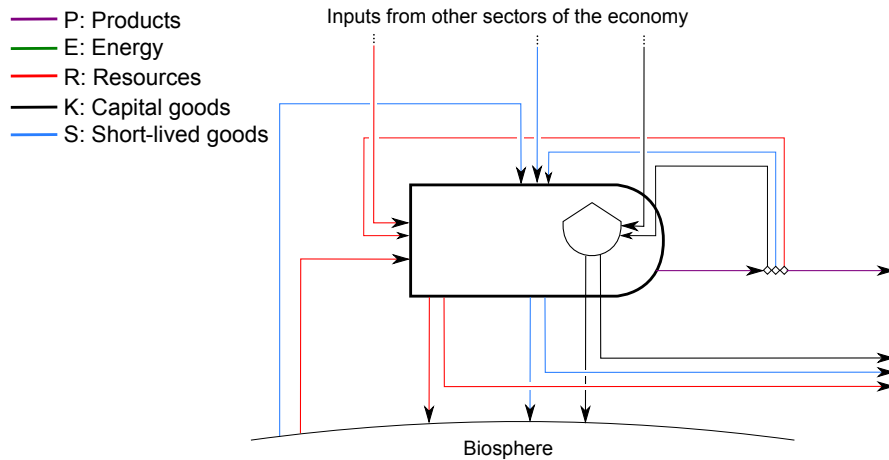 P: Products
Inputs from other sectors of the economy
E: Energy
R: Resources
K: Capital goods
S: Short-lived goods
Biosphere